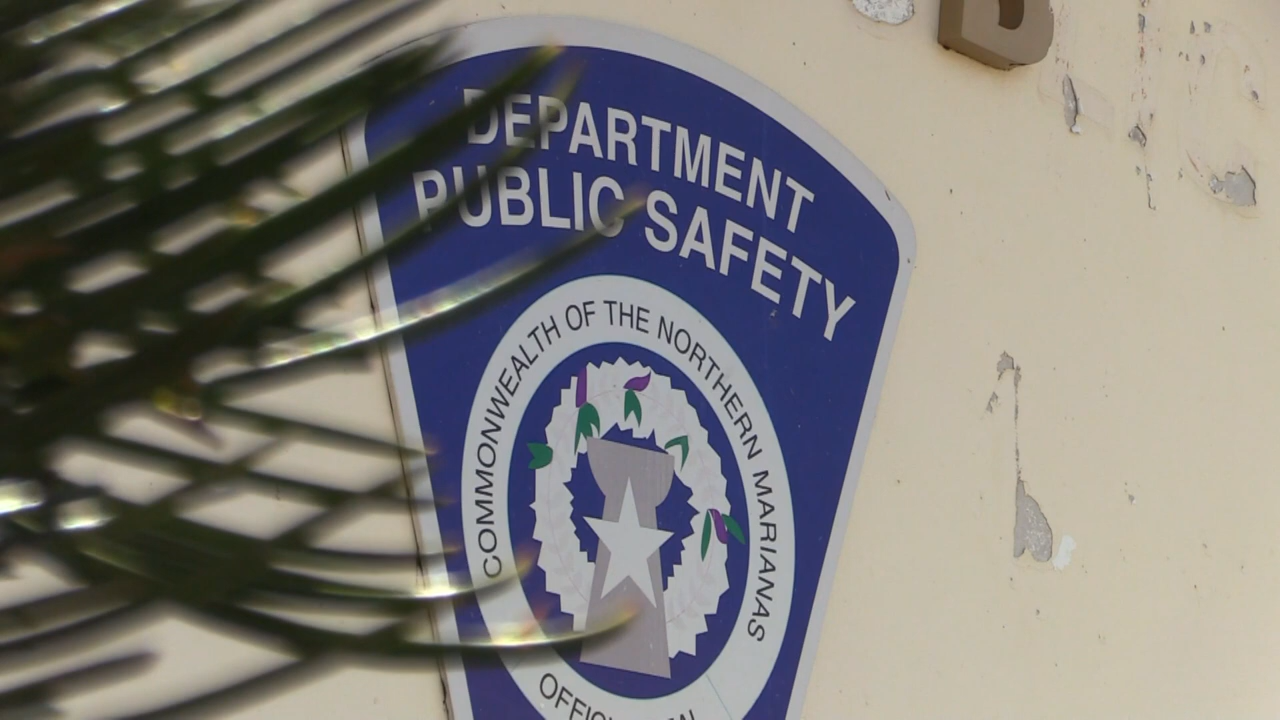 DEPARTMENT
PUBLIC SAFETY
COMMONWEALTH OF THE NORTHERN MARIANAS